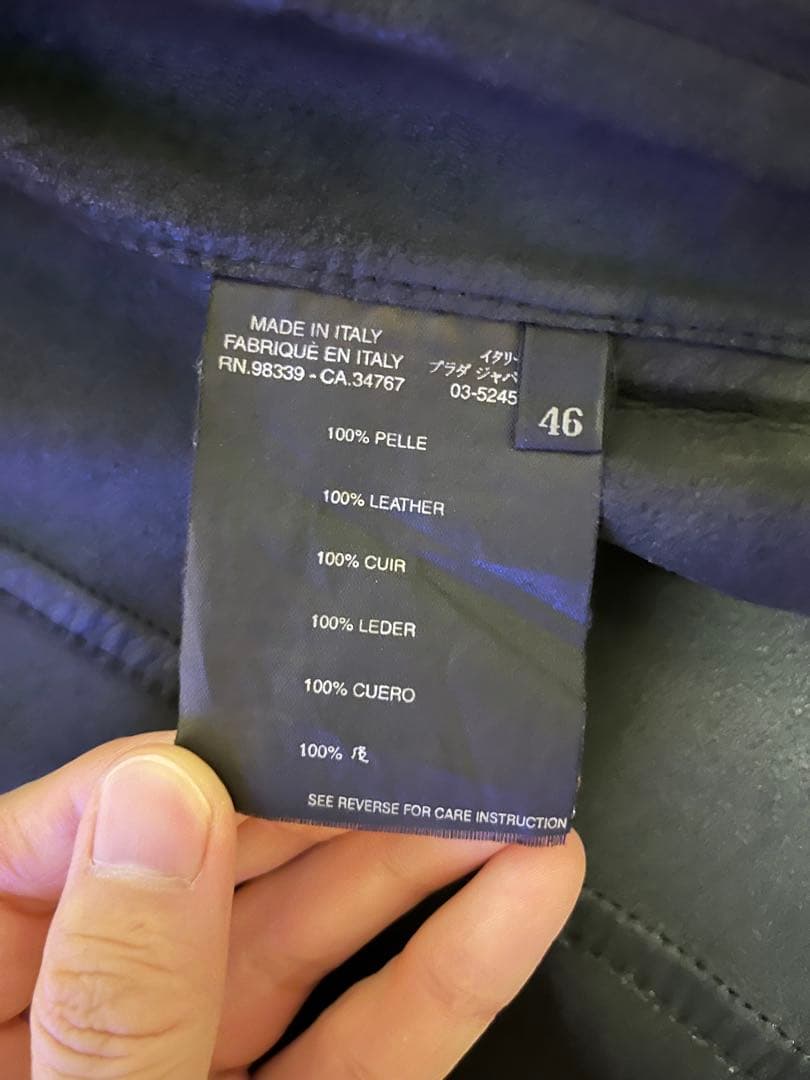 MADE IN ITALY
FABRIQUÈ EN ITALY
RN.98339 - CA.34767
イタリ
プラダ ジャパ
03-5245
46
100% PELLE
100% LEATHER
100% CUIR
100% LEDER
100% CUERO
100% 皮
SEE REVERSE FOR CARE INSTRUCTION